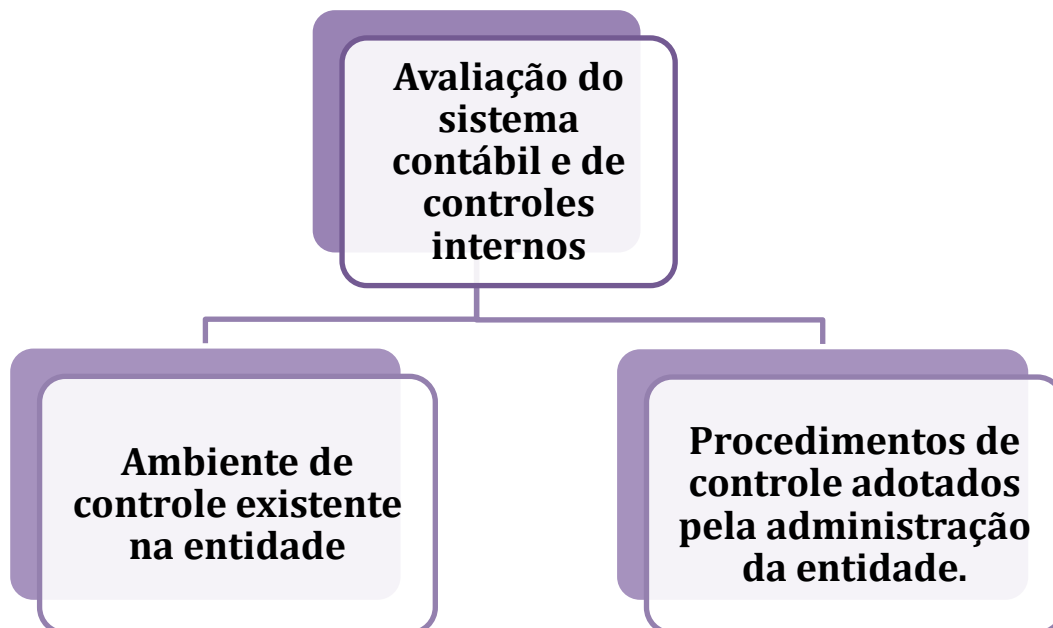 Avaliação do
sistema
contábil e de
controles
internos
Ambiente de
controle existente
na entidade
Procedimentos de
controle adotados
pela administração
da entidade.